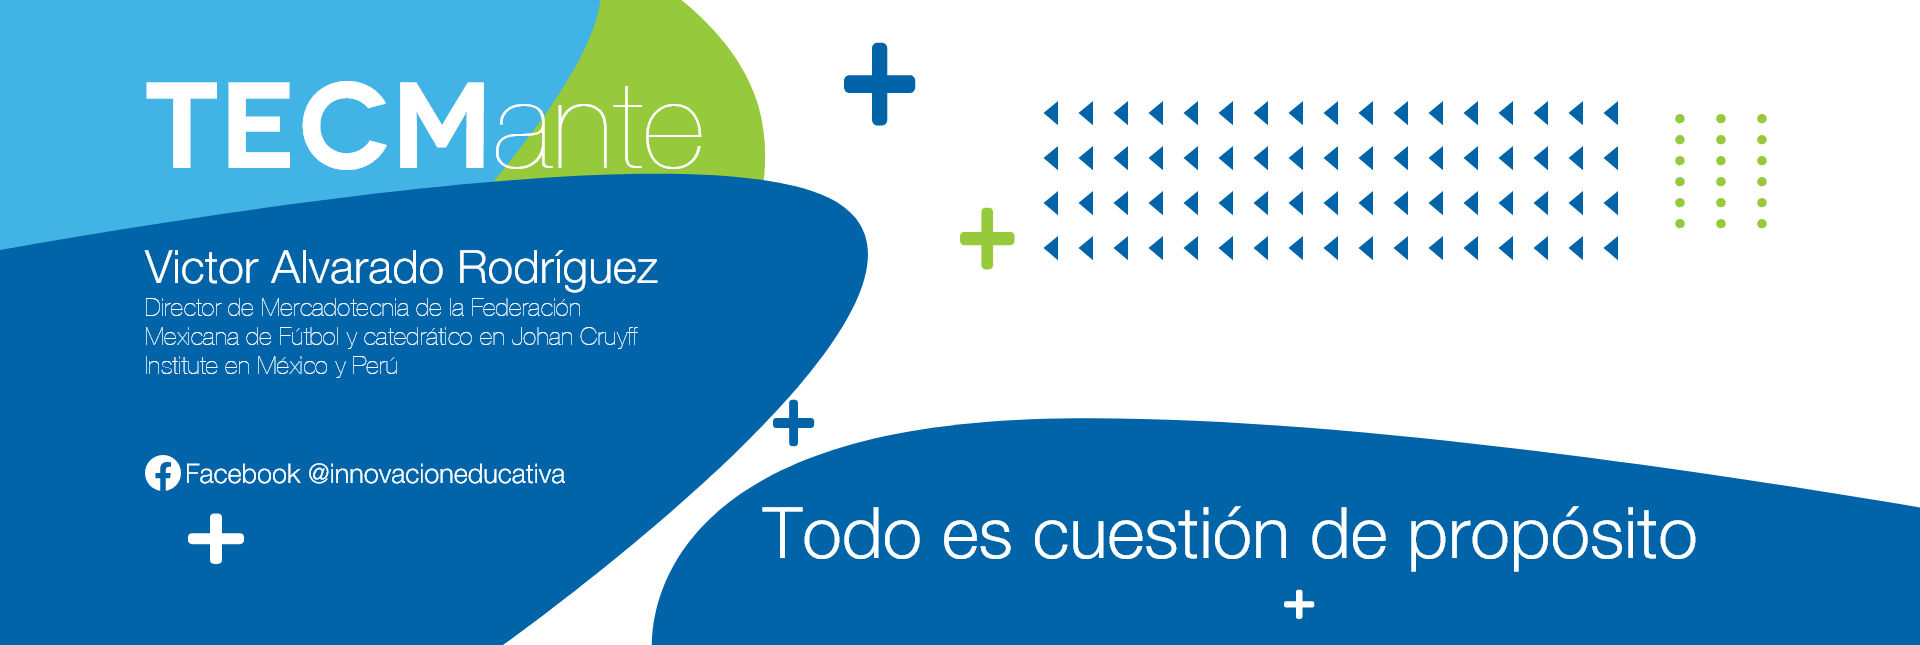 TECMante
Victor Alvarado Rodríguez
Director de Mercadotecnia de la Federación
Mexicana de Fútbol y catedrático en Johan Cruyff
Institute en México y Perú
Facebook @innovacioneducativa
Todo es cuestión de propósito